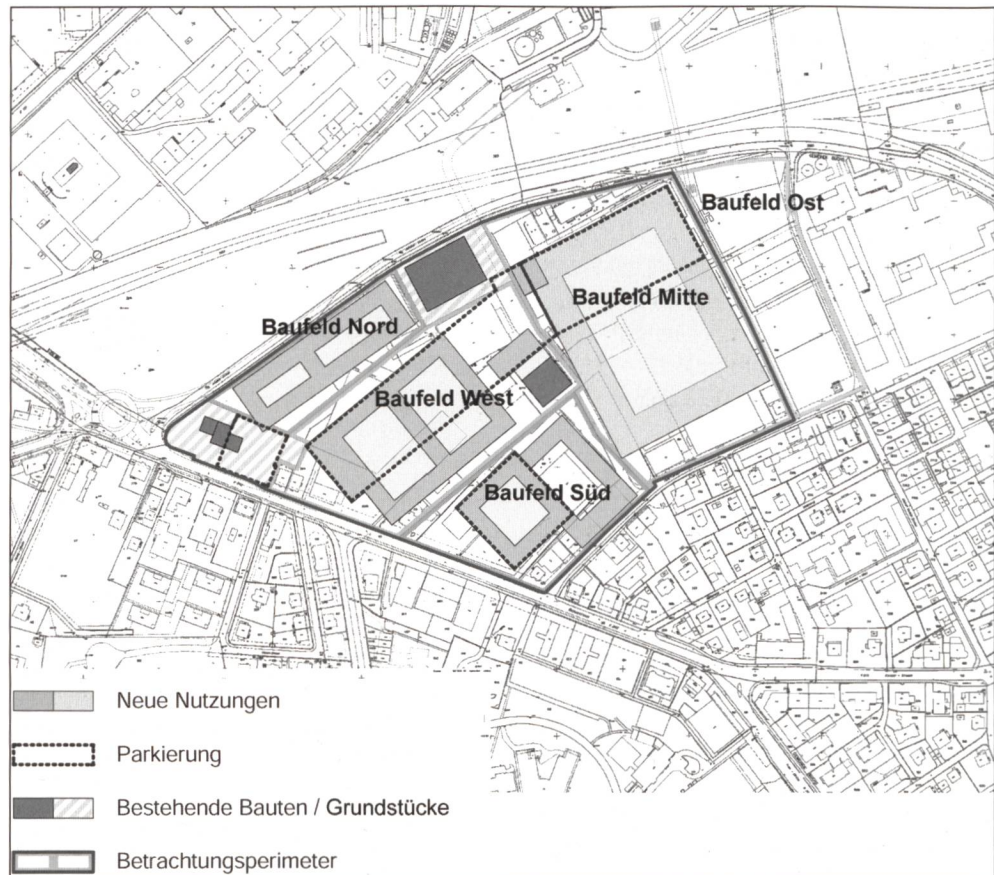 Baufeld Ost
Baufeld Mitte
Baufeld Nord
Baufeld West
Baufeld Süd
Neue Nutzungen
Parkierung
Bestehende Bauten / Grundstücke
Betrachtungsperimeter